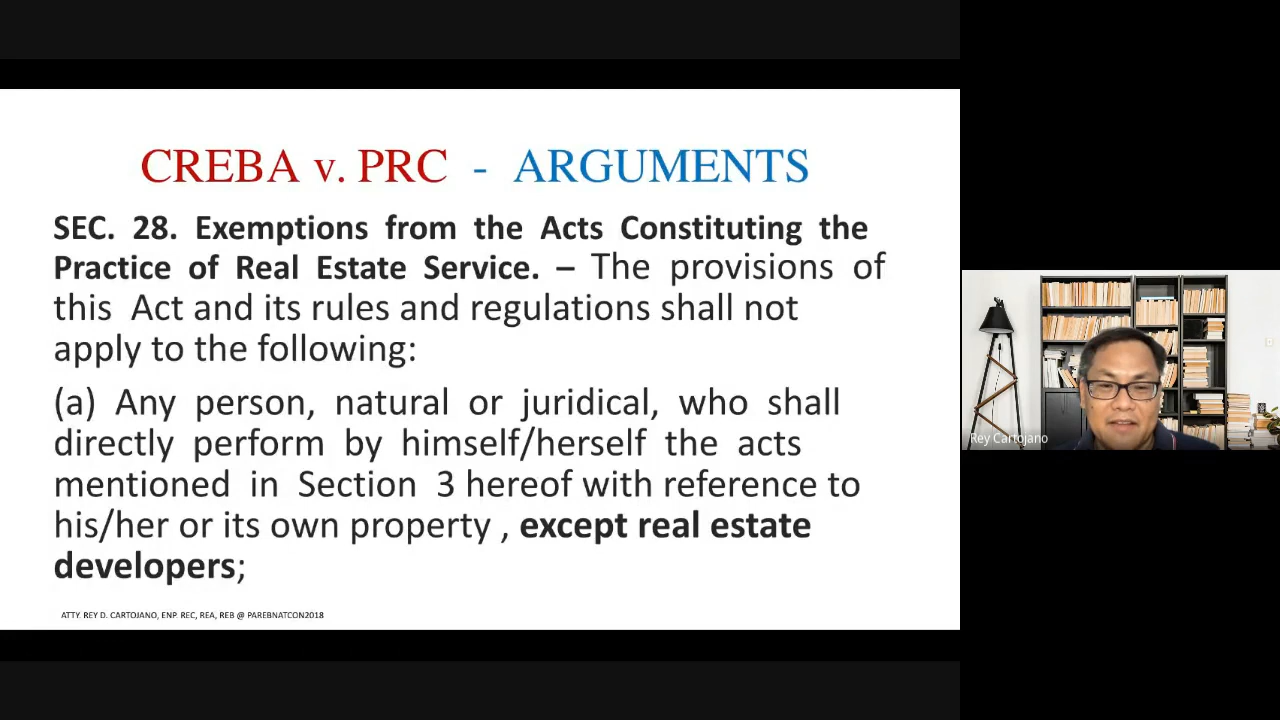 CREBA v. PRC - ARGUMENTS
SEC. 28. Exemptions from the Acts Constituting the
Practice of Real Estate Service. – The provisions of
this Act and its rules and regulations shall not
apply to the following:
(a) Any person, natural or juridical, who shall
directly perform by himself/herself the acts
mentioned in Section 3 hereof with reference to
his/her or its own property , except real estate
developers;
ATTY. REY D. CARTOJANO, ENP. REC, REA, REB @ PAREBNATCON2018
Rey Cartojano